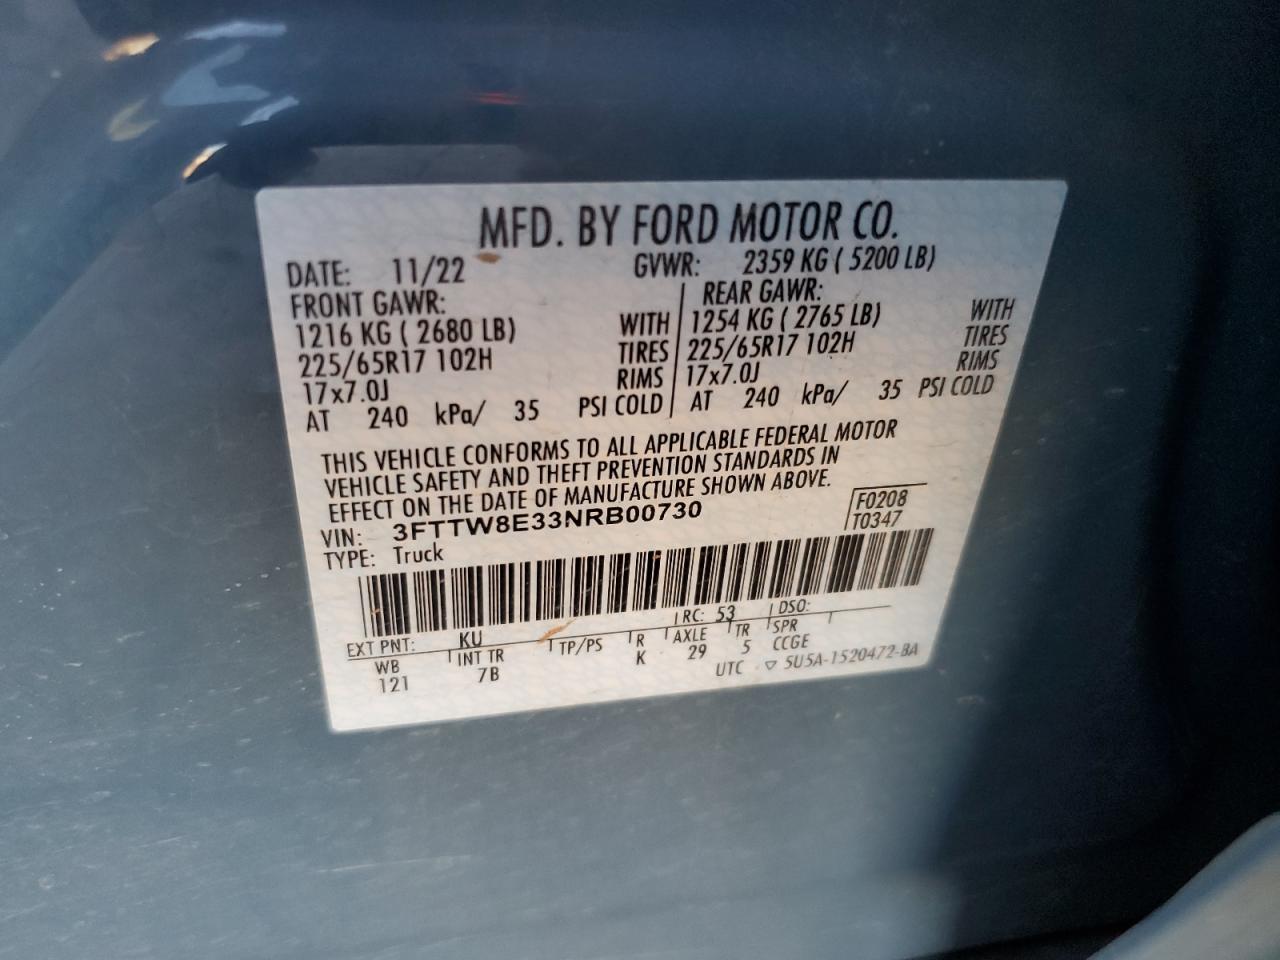 MFD. BY FORD MOTOR CO.
DATE: 11/22 GVWR: 2359 KG ( 5200 LB)
FRONT GAWR: REAR GAWR:
1216 KG ( 2680 LB) WITH 1254 KG ( 2765 LB) WITH
225/65R17 102H TIRES 225/65R17 102H TIRES
17x7.0J RIMS 17x7.0J RIMS
AT 240 kPa/ 35 PSI COLD AT 240 kPa/ 35 PSI COLD
THIS VEHICLE CONFORMS TO ALL APPLICABLE FEDERAL MOTOR
VEHICLE SAFETY AND THEFT PREVENTION STANDARDS IN
EFFECT ON THE DATE OF MANUFACTURE SHOWN ABOVE.
VIN: 3FTTW8E33NRB00730 F0208
TYPE: Truck T0347
EXT PNT: KU RC: 53 DSO:
WB INT TR TP/PS R AXLE TR SPR
121 7B K 29 5 CCGE
UTC ▽ 5U5A-1520472-BA